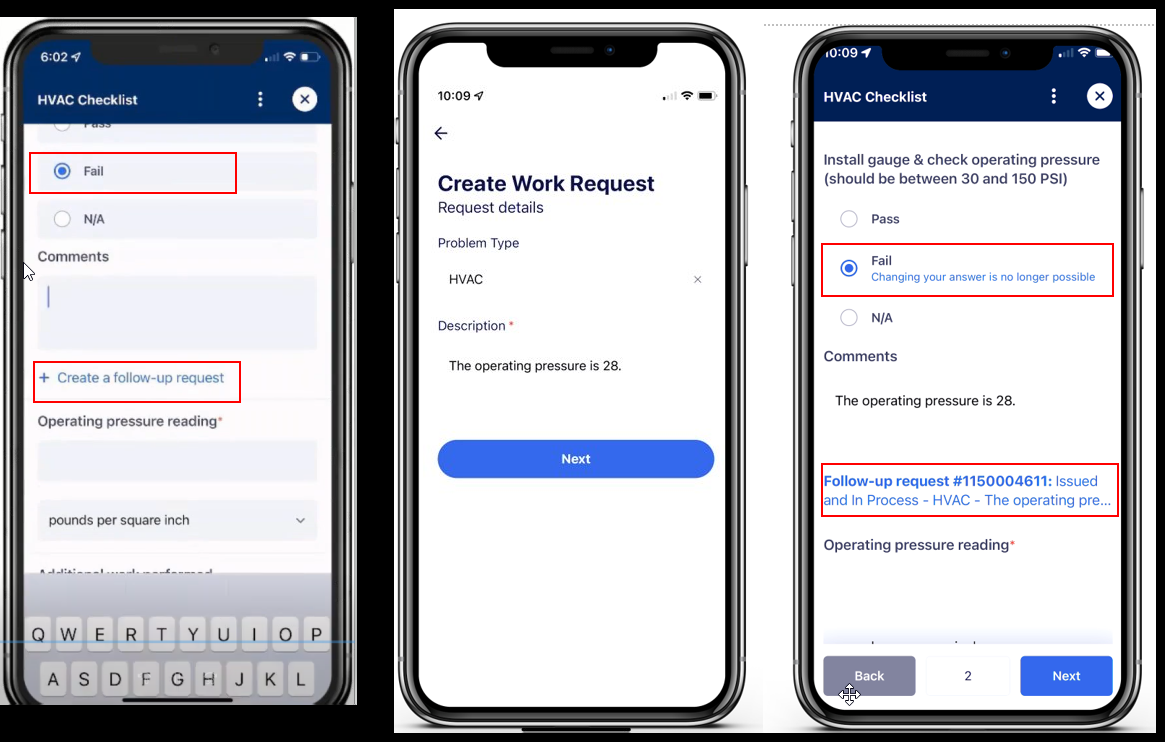 6:02
HVAC Checklist
Pass
Fail
N/A
Comments
+ Create a follow-up request
Operating pressure reading*
pounds per square inch
Additional work performed
Q W E R T Y U I O P
A S D F G H J K L
10:09
Create Work Request
Request details
Problem Type
HVAC
Description *
The operating pressure is 28.
Next
10:09
HVAC Checklist
Install gauge & check operating pressure
(should be between 30 and 150 PSI)
Pass
Fail
Changing your answer is no longer possible
N/A
Comments
The operating pressure is 28.
Follow-up request #1150004611: Issued
and In Process - HVAC - The operating pre...
Operating pressure reading*
Back
2
Next